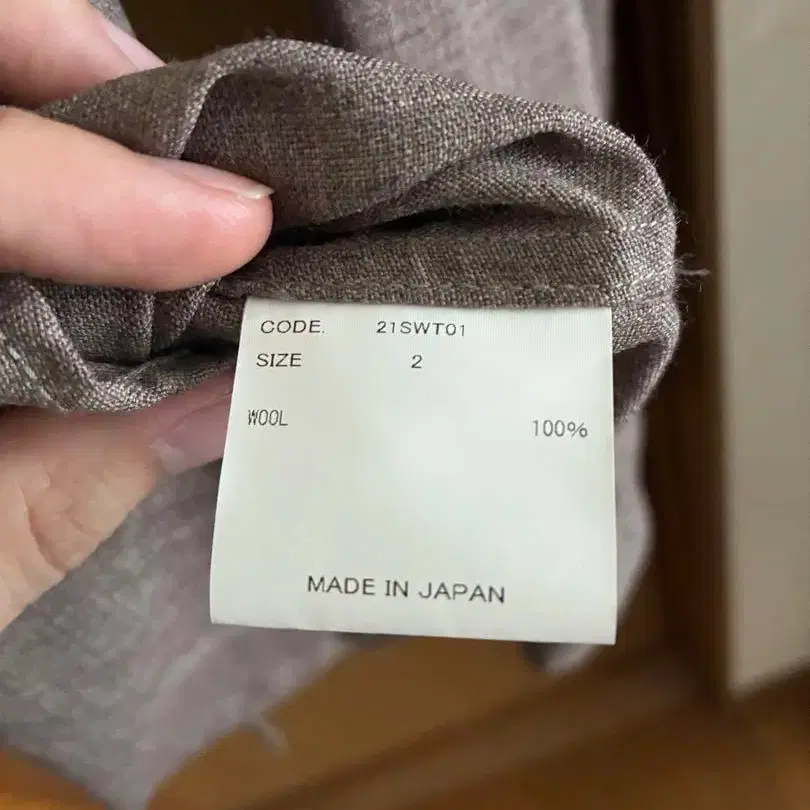 CODE. 21SWT01
SIZE 2
WOOL 100%
MADE IN JAPAN